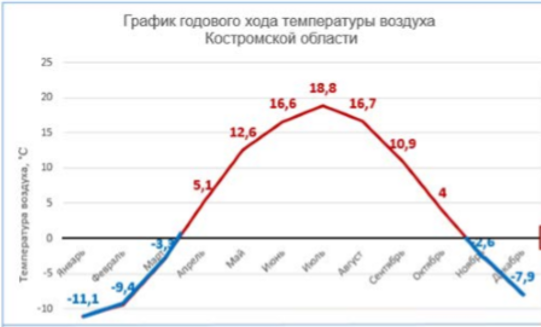 График годового хода температуры воздуха
Костромской области
Температура воздуха, °C
25
20
15
10
5
0
-5
-10
-11,1
-9,4
5,1
12,6
16,6
18,8
16,7
10,9
4
-2,6
-7,9
Январь
Февраль
Март
Апрель
Май
Июнь
Июль
Август
Сентябрь
Октябрь
Ноябрь
Декабрь